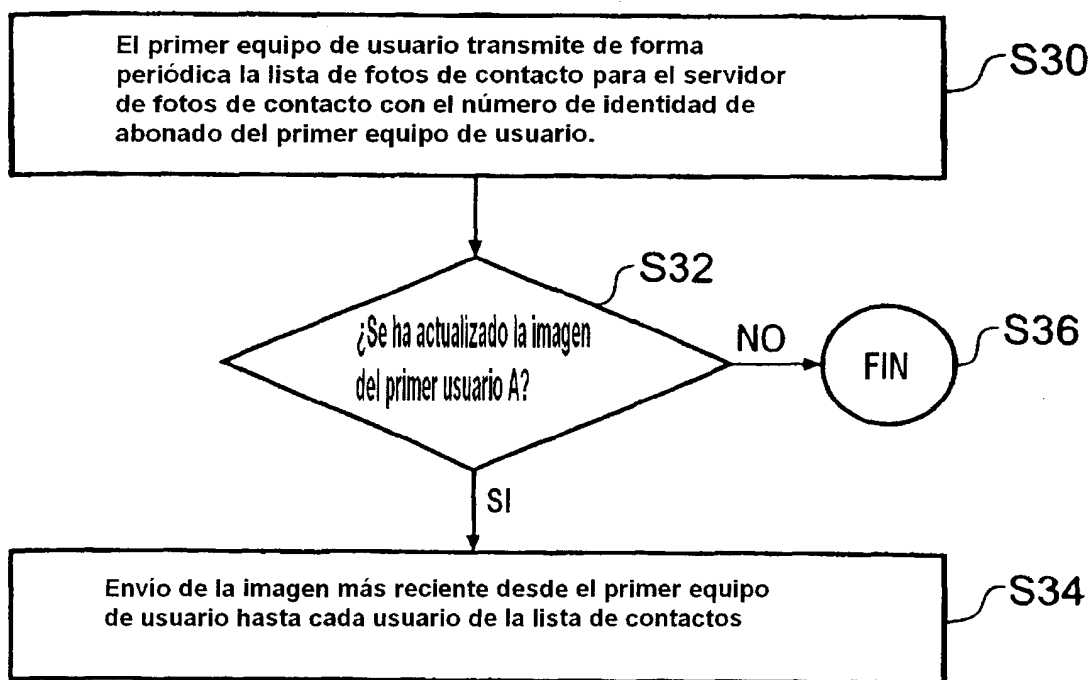 El primer equipo de usuario transmite de forma
periódica la lista de fotos de contacto para el servidor
de fotos de contacto con el número de identidad de
abonado del primer equipo de usuario.
S30
S32
¿Se ha actualizado la imagen
del primer usuario A?
NO
FIN
S36
SI
Envío de la imagen más reciente desde el primer equipo
de usuario hasta cada usuario de la lista de contactos
S34